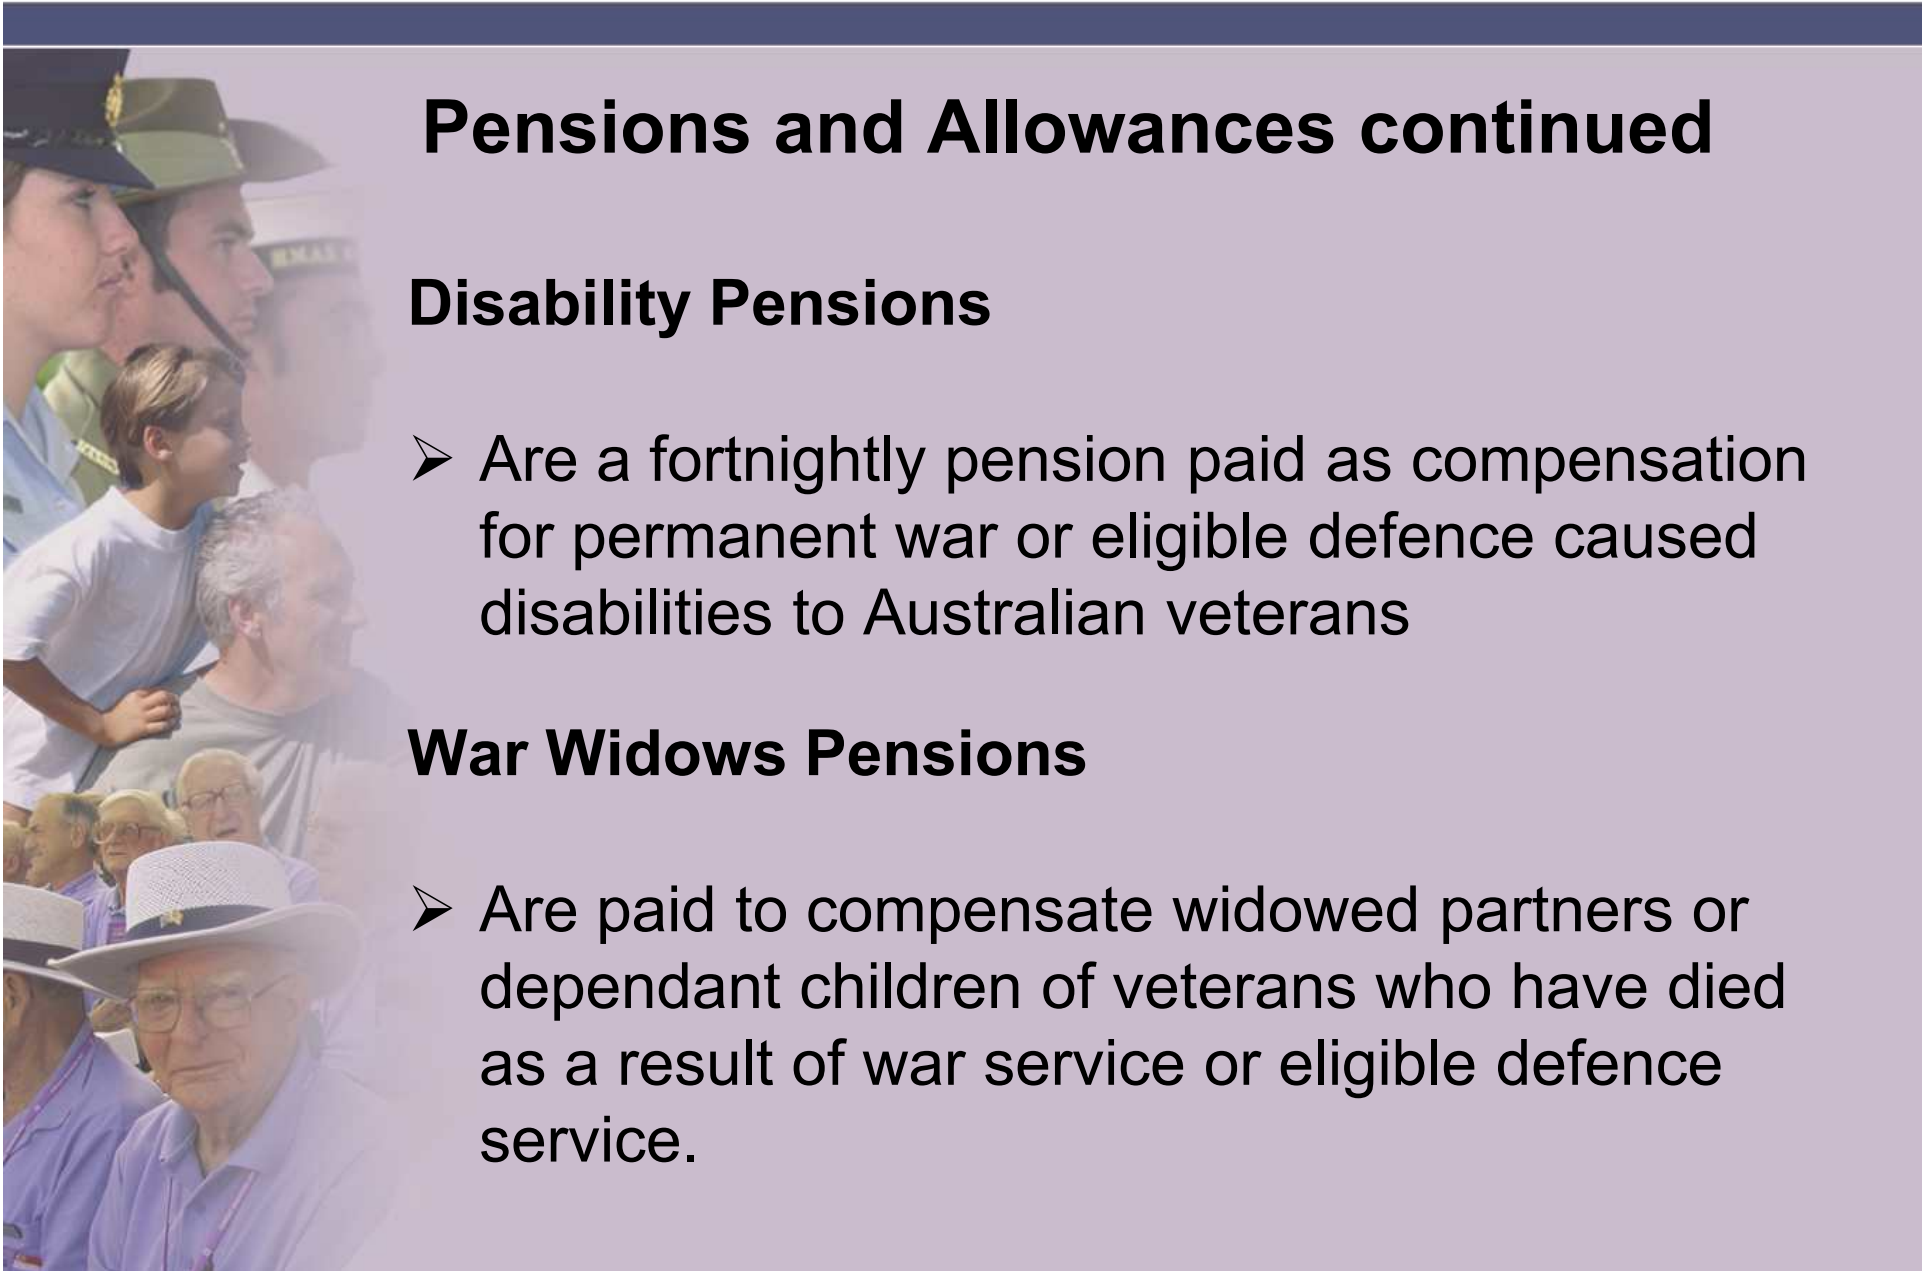 Pensions and Allowances continued
Disability Pensions
➢ Are a fortnightly pension paid as compensation
for permanent war or eligible defence caused
disabilities to Australian veterans
War Widows Pensions
➢ Are paid to compensate widowed partners or
dependant children of veterans who have died
as a result of war service or eligible defence
service.
HMAS